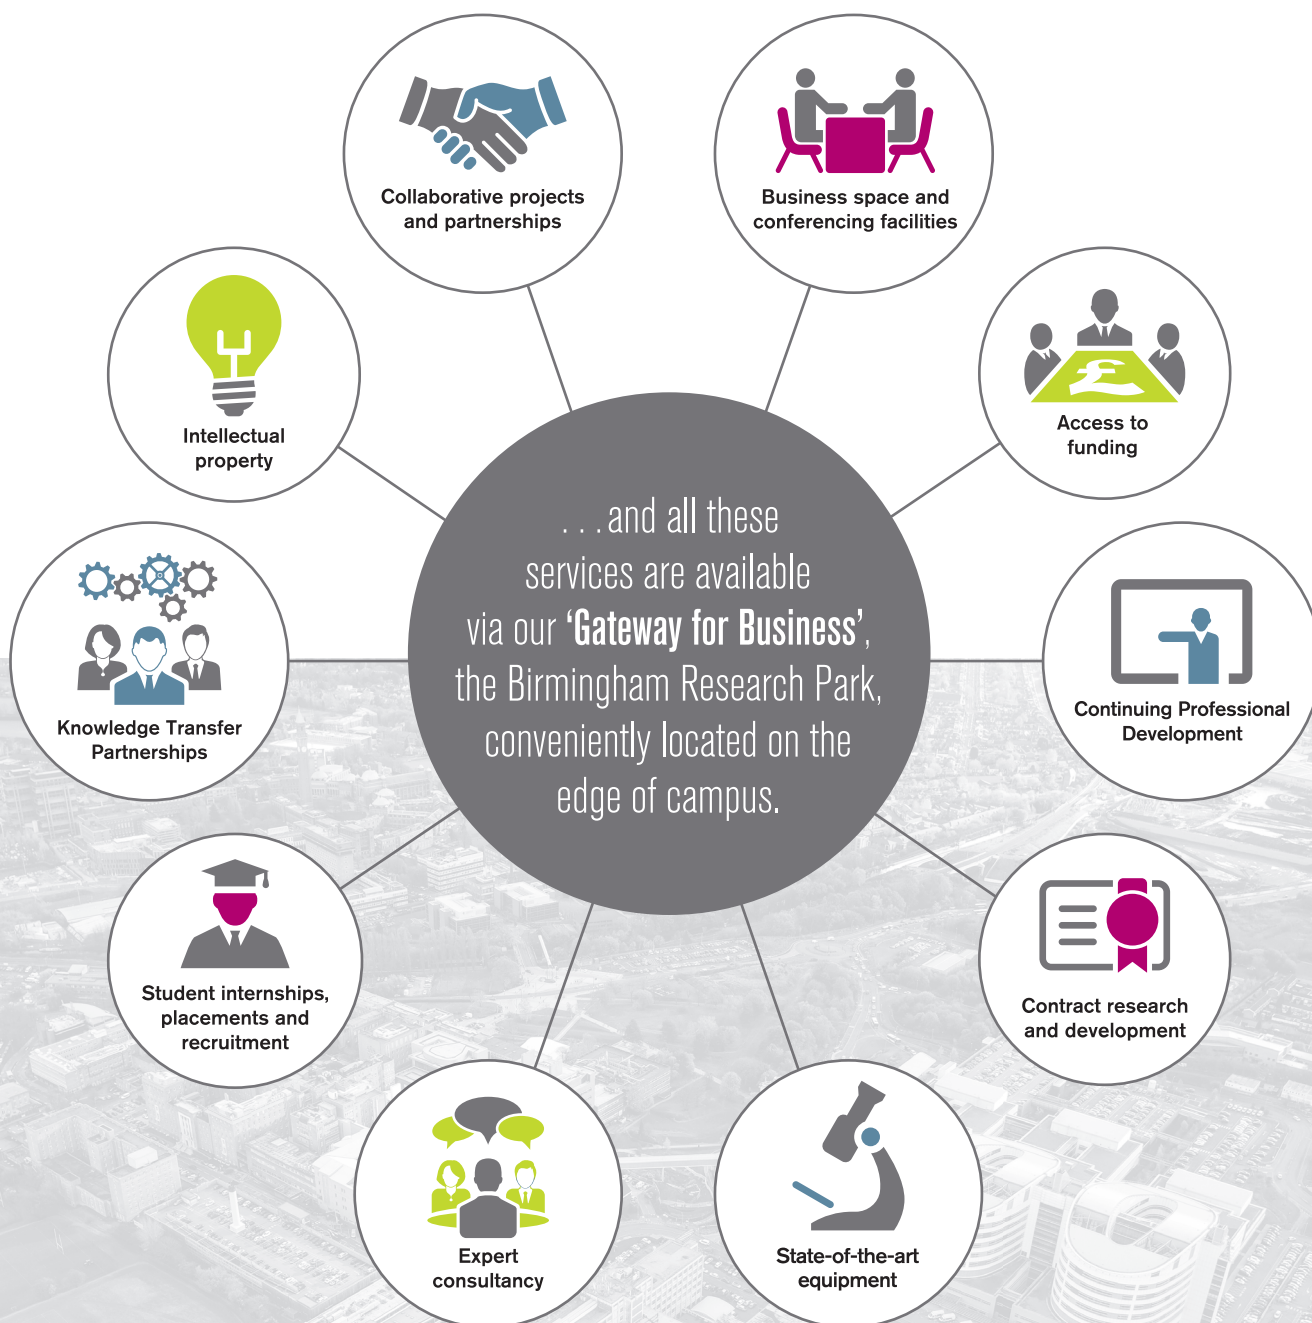 Collaborative projects
and partnerships
Business space and
conferencing facilities
Intellectual
property
£
Access to
funding
. . . and all these
services are available
via our ‘Gateway for Business’,
the Birmingham Research Park,
conveniently located on the
edge of campus.
Knowledge Transfer
Partnerships
Continuing Professional
Development
Student internships,
placements and
recruitment
Contract research
and development
Expert
consultancy
State-of-the-art
equipment